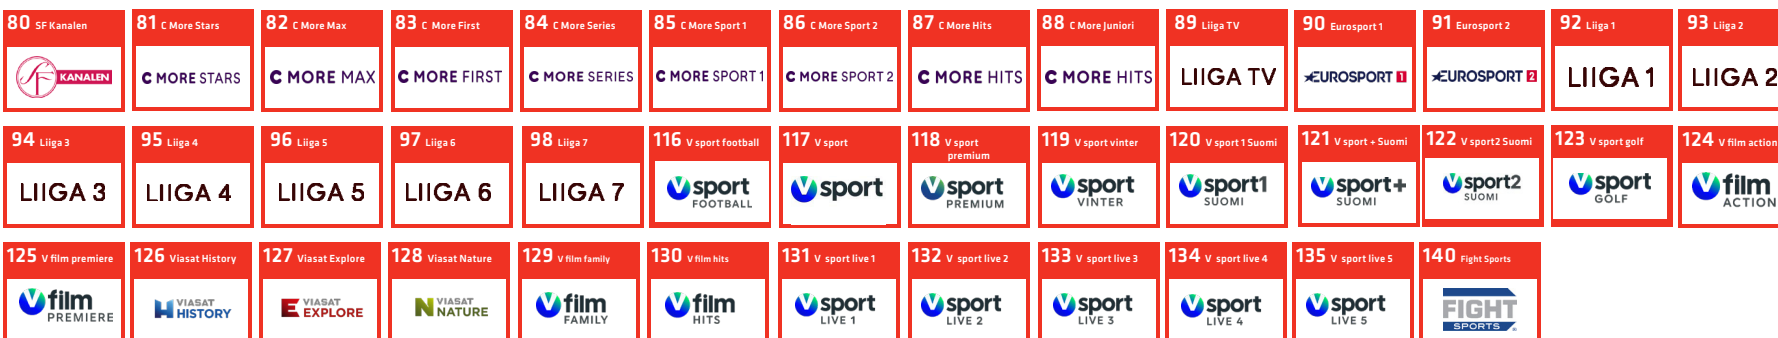 80 SF Kanalen
SF KANALEN
81 C More Stars
C MORE STARS
82 C More Max
C MORE MAX
83 C More First
C MORE FIRST
84 C More Series
C MORE SERIES
85 C More Sport 1
C MORE SPORT 1
86 C More Sport 2
C MORE SPORT 2
87 C More Hits
C MORE HITS
88 C More Juniori
C MORE HITS
89 Liiga TV
LIIGA TV
90 Eurosport 1
EUROSPORT 1
91 Eurosport 2
EUROSPORT 2
92 Liiga 1
LIIGA 1
93 Liiga 2
LIIGA 2
94 Liiga 3
LIIGA 3
95 Liiga 4
LIIGA 4
96 Liiga 5
LIIGA 5
97 Liiga 6
LIIGA 6
98 Liiga 7
LIIGA 7
116 V sport football
V sport
FOOTBALL
117 V sport
V sport
118 V sport
premium
V sport
PREMIUM
119 V sport vinter
V sport
VINTER
120 V sport 1 Suomi
V sport1
SUOMI
121 V sport + Suomi
V sport+
SUOMI
122 V sport2 Suomi
V sport2
SUOMI
123 V sport golf
V sport
GOLF
124 V film action
V film
ACTION
125 V film premiere
V film
PREMIERE
126 Viasat History
H VIASAT
HISTORY
127 Viasat Explore
E VIASAT
EXPLORE
128 Viasat Nature
N VIASAT
NATURE
129 V film family
V film
FAMILY
130 V film hits
V film
HITS
131 V sport live 1
V sport
LIVE 1
132 V sport live 2
V sport
LIVE 2
133 V sport live 3
V sport
LIVE 3
134 V sport live 4
V sport
LIVE 4
135 V sport live 5
V sport
LIVE 5
140 Fight Sports
FIGHT
SPORTS